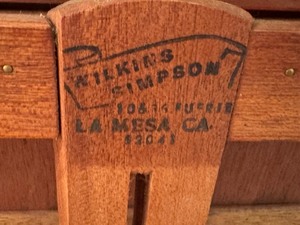 WILKINS
SIMPSON
LA MESA CA.
92041